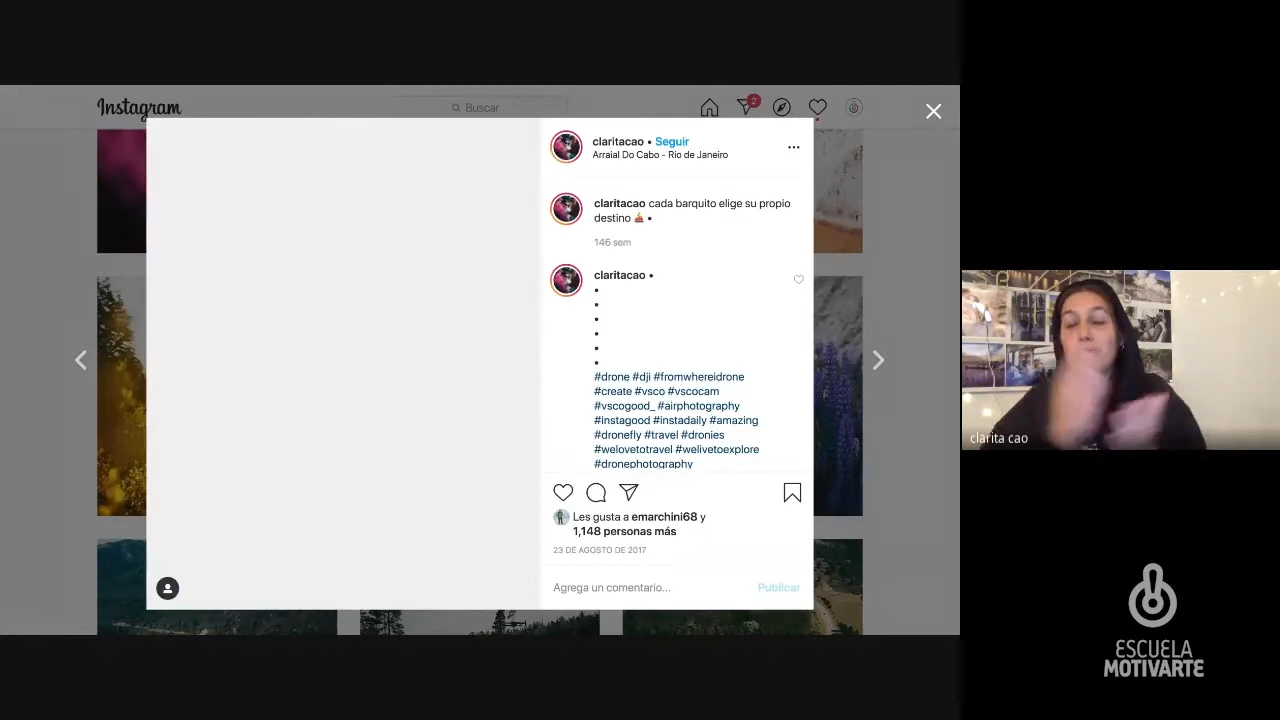 Instagram
Buscar
2
claritacao • Seguir
Arraial Do Cabo - Rio de Janeiro
claritacao cada barquito elige su propio
destino ⛵ •
146 sem
claritacao •
•
•
•
•
•
•
#drone #dji #fromwhereidrone
#create #vsco #vscocam
#vscogood_ #airphotography
#instagood #instadaily #amazing
#dronefly #travel #dronies
#welovetotravel #welivetoexplore
#dronephotography
Les gusta a emarchini68 y
1,148 personas más
23 DE AGOSTO DE 2017
Agrega un comentario...
Publicar
clarita cao
ESCUELA
MOTIVARTE